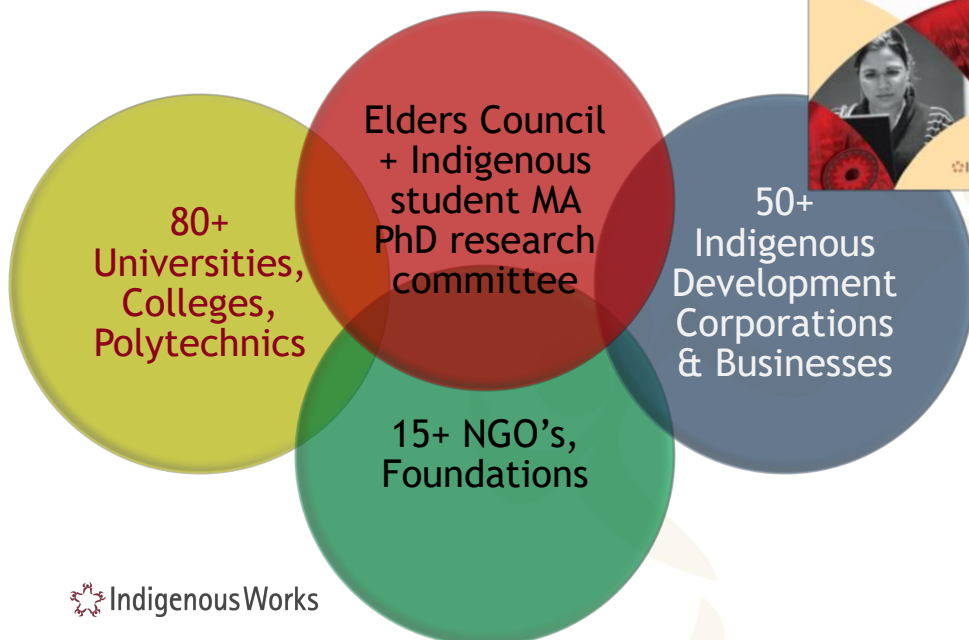 Elders Council
+ Indigenous
student MA
PhD research
committee
80+
Universities,
Colleges,
Polytechnics
50+
Indigenous
Development
Corporations
& Businesses
15+ NGO’s,
Foundations
IndigenousWorks